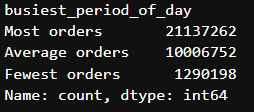 busiest_period_of_day
Most orders       21137262
Average orders    10006752
Fewest orders      1290198
Name: count, dtype: int64